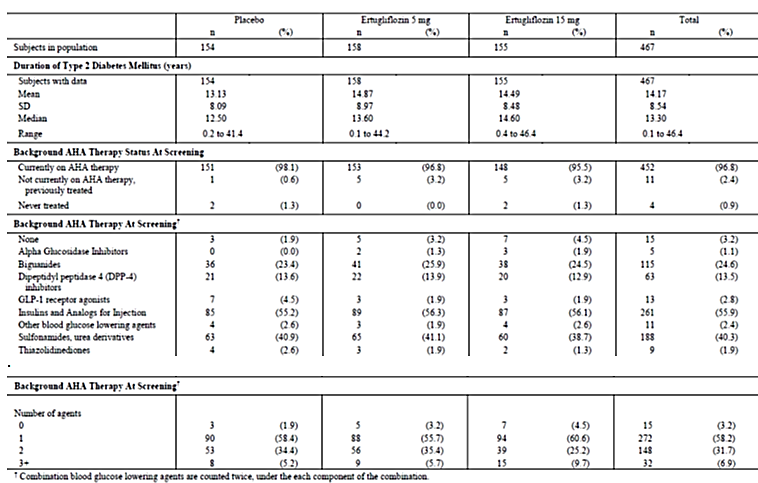 Placebo Ertugliflozin 5 mg Ertugliflozin 15 mg Total
n (%) n (%) n (%) n (%)
Subjects in population 154 158 155 467
Duration of Type 2 Diabetes Mellitus (years)
Subjects with data 154 158 155 467
Mean 13.13 14.87 14.49 14.17
SD 8.09 8.97 8.48 8.54
Median 12.50 13.60 14.60 13.30
Range 0.2 to 41.4 0.1 to 44.2 0.4 to 46.4 0.1 to 46.4
Background AHA Therapy Status At Screening
Currently on AHA therapy 151 (98.1) 153 (96.8) 148 (95.5) 452 (96.8)
Not currently on AHA therapy, 1 (0.6) 5 (3.2) 5 (3.2) 11 (2.4)
previously treated
Never treated 2 (1.3) 0 (0.0) 2 (1.3) 4 (0.9)
Background AHA Therapy At Screening†
None 3 (1.9) 5 (3.2) 7 (4.5) 15 (3.2)
Alpha Glucosidase Inhibitors 0 (0.0) 2 (1.3) 3 (1.9) 5 (1.1)
Biguanides 36 (23.4) 41 (25.9) 38 (24.5) 115 (24.6)
Dipeptidyl peptidase 4 (DPP-4) 21 (13.6) 22 (13.9) 20 (12.9) 63 (13.5)
inhibitors
GLP-1 receptor agonists 7 (4.5) 3 (1.9) 3 (1.9) 13 (2.8)
Insulins and Analogs for Injection 85 (55.2) 89 (56.3) 87 (56.1) 261 (55.9)
Other blood glucose lowering agents 4 (2.6) 3 (1.9) 4 (2.6) 11 (2.4)
Sulfonamides, urea derivatives 63 (40.9) 65 (41.1) 60 (38.7) 188 (40.3)
Thiazolidinediones 4 (2.6) 3 (1.9) 2 (1.3) 9 (1.9)
Background AHA Therapy At Screening†
Number of agents
0 3 (1.9) 5 (3.2) 7 (4.5) 15 (3.2)
1 90 (58.4) 88 (55.7) 94 (60.6) 272 (58.2)
2 53 (34.4) 56 (35.4) 39 (25.2) 148 (31.7)
3+ 8 (5.2) 9 (5.7) 15 (9.7) 32 (6.9)
† Combination blood glucose lowering agents are counted twice, under the each component of the combination.